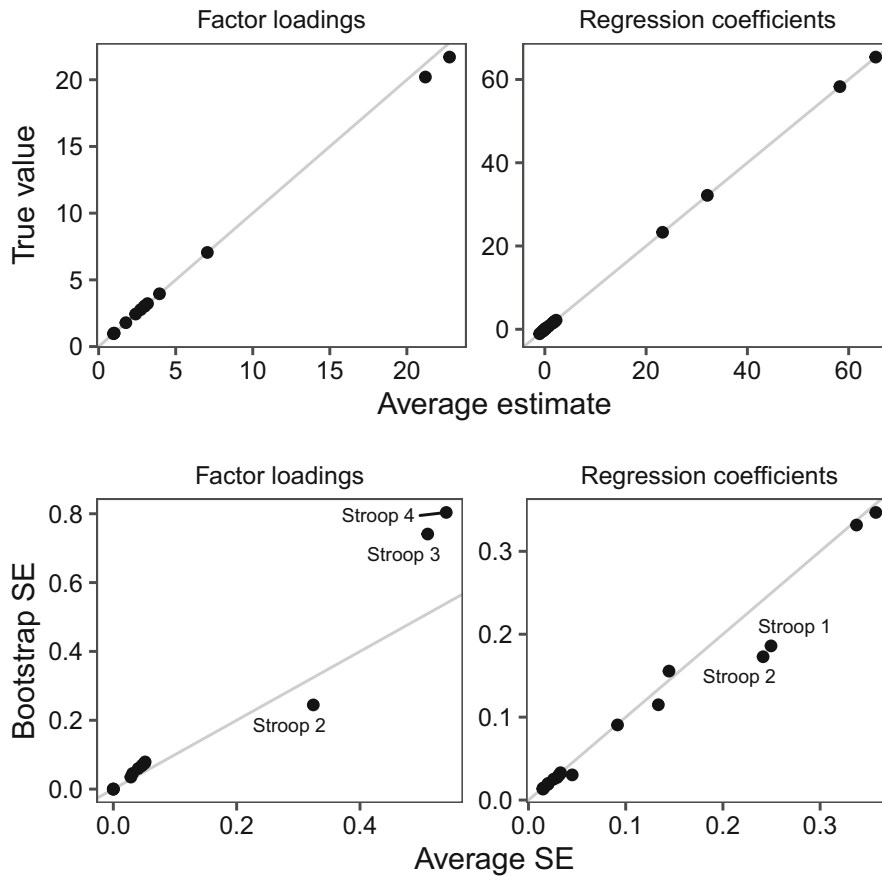 Factor loadings
Regression coefficients
True value
20
15
10
5
0
0 5 10 15 20
60
40
20
0
0 20 40 60
Average estimate
Factor loadings
Regression coefficients
Bootstrap SE
0.8
0.6
0.4
0.2
0.0
Stroop 4
Stroop 3
Stroop 2
0.0 0.2 0.4
0.3
0.2
0.1
0.0
Stroop 1
Stroop 2
0.0 0.1 0.2 0.3
Average SE